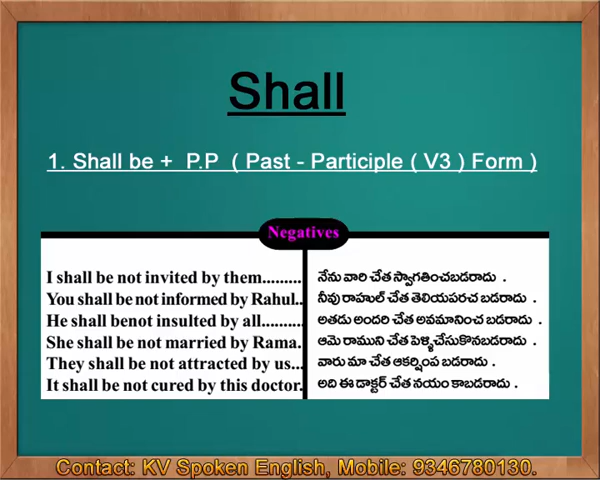 Shall
1. Shall be + P.P ( Past - Participle ( V3 ) Form )
Negatives
I shall be not invited by them.........
You shall be not informed by Rahul..
He shall benot insulted by all..........
She shall be not married by Rama.
They shall be not attracted by us...
It shall be not cured by this doctor.
నేను వారి చేత స్వాగతించబడరాదు .
నీవు రాహుల్ చేత తెలియపరచ బడరాదు .
అతడు అందరి చేత అవమానించ బడరాదు .
ఆమె రాముని చేత పెళ్ళిచేసుకొనబడరాదు .
వారు మా చేత ఆకర్షింప బడరాదు .
అది ఈ డాక్టర్ చేత నయం కాబడరాదు .
Contact: KV Spoken English, Mobile: 9346780130.